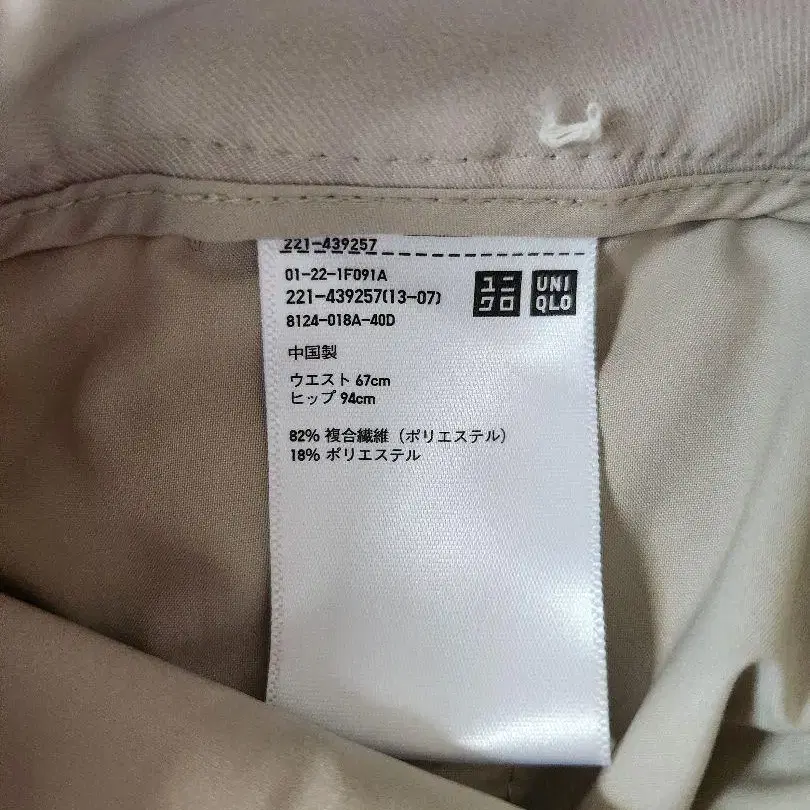 221-439257
01-22-1F091A
221-439257(13-07)
8124-018A-40D
ユニ
クロ
UNI
QLO
中国製
ウエスト 67cm
ヒップ 94cm
82% 複合繊維（ポリエステル）
18% ポリエステル